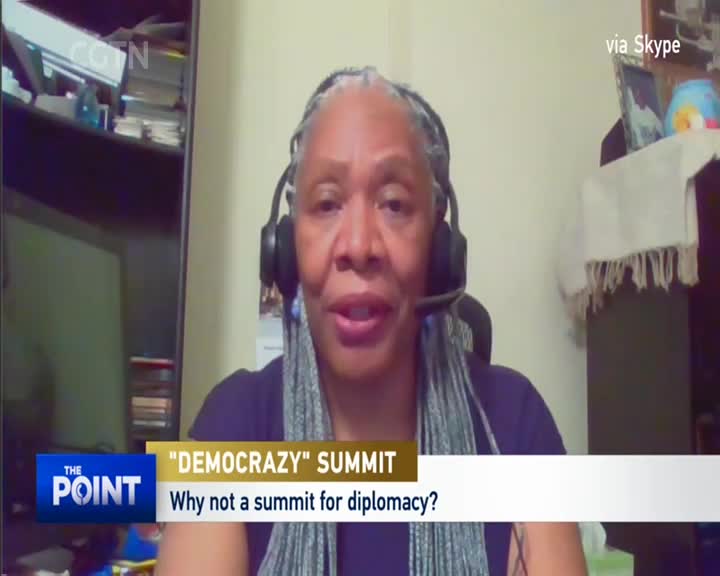 CGTN
via Skype
"DEMOCRAZY" SUMMIT
THE
POINT
Why not a summit for diplomacy?